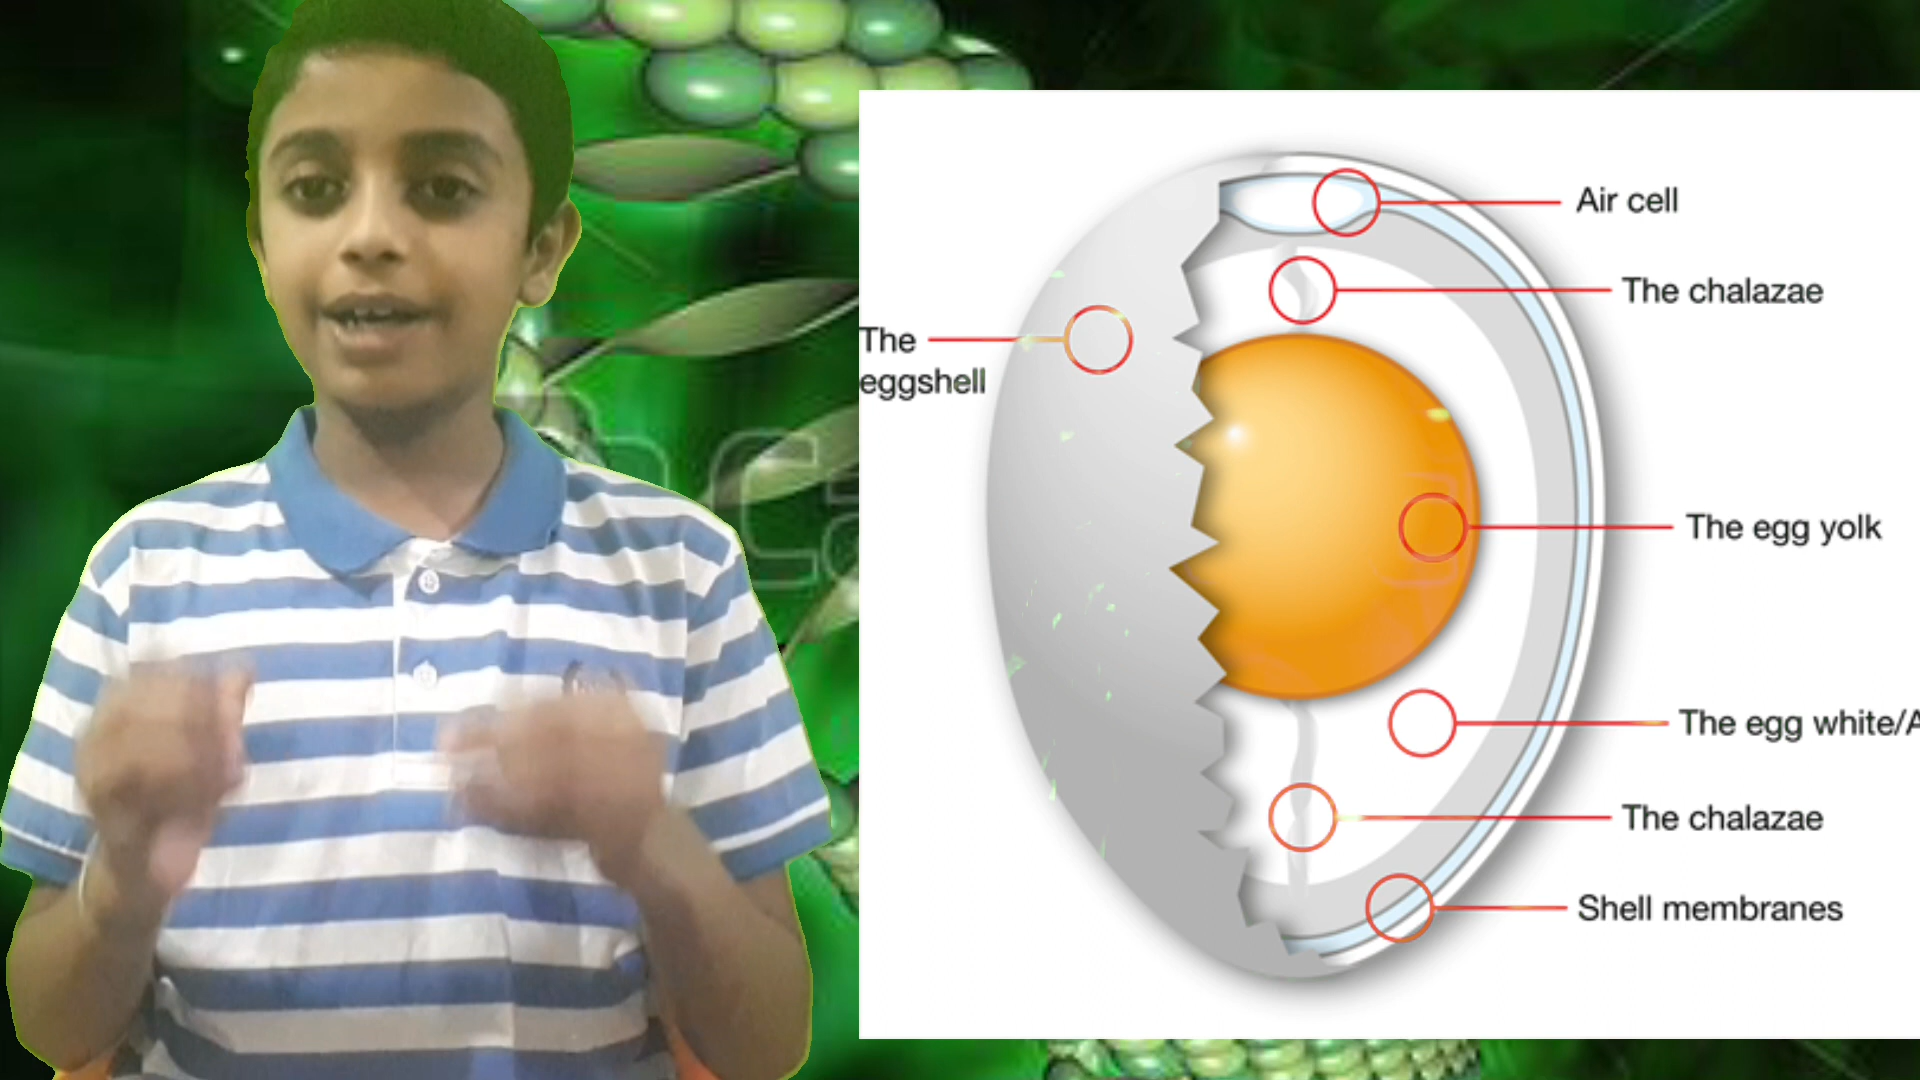 Air cell
The chalazae
The
eggshell
The egg yolk
The egg white/A
The chalazae
Shell membranes